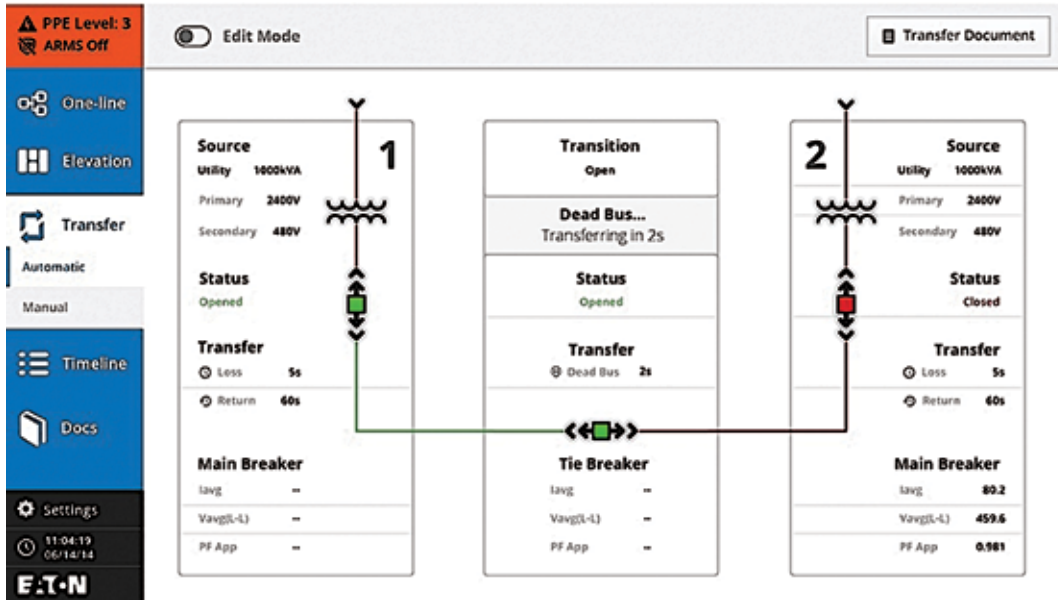 PPE Level: 3
ARMS Off
Edit Mode
Transfer Document
One-line
Elevation
Transfer
Automatic
Manual
Timeline
Docs
Settings
11:04:19
06/14/14
E.T•N
1
Source
Utility 1000kVA
Primary 2400V
Secondary 480V
Status
Opened
Transfer
Loss 5s
Return 60s
Main Breaker
Iavg --
Vavg(L-L) --
PF App --
Transition
Open
Dead Bus...
Transferring in 2s
Status
Opened
Transfer
Dead Bus 2s
Tie Breaker
Iavg --
Vavg(L-L) --
PF App --
2
Source
Utility 1000kVA
Primary 2400V
Secondary 480V
Status
Closed
Transfer
Loss 5s
Return 60s
Main Breaker
Iavg 80.2
Vavg(L-L) 459.6
PF App 0.981